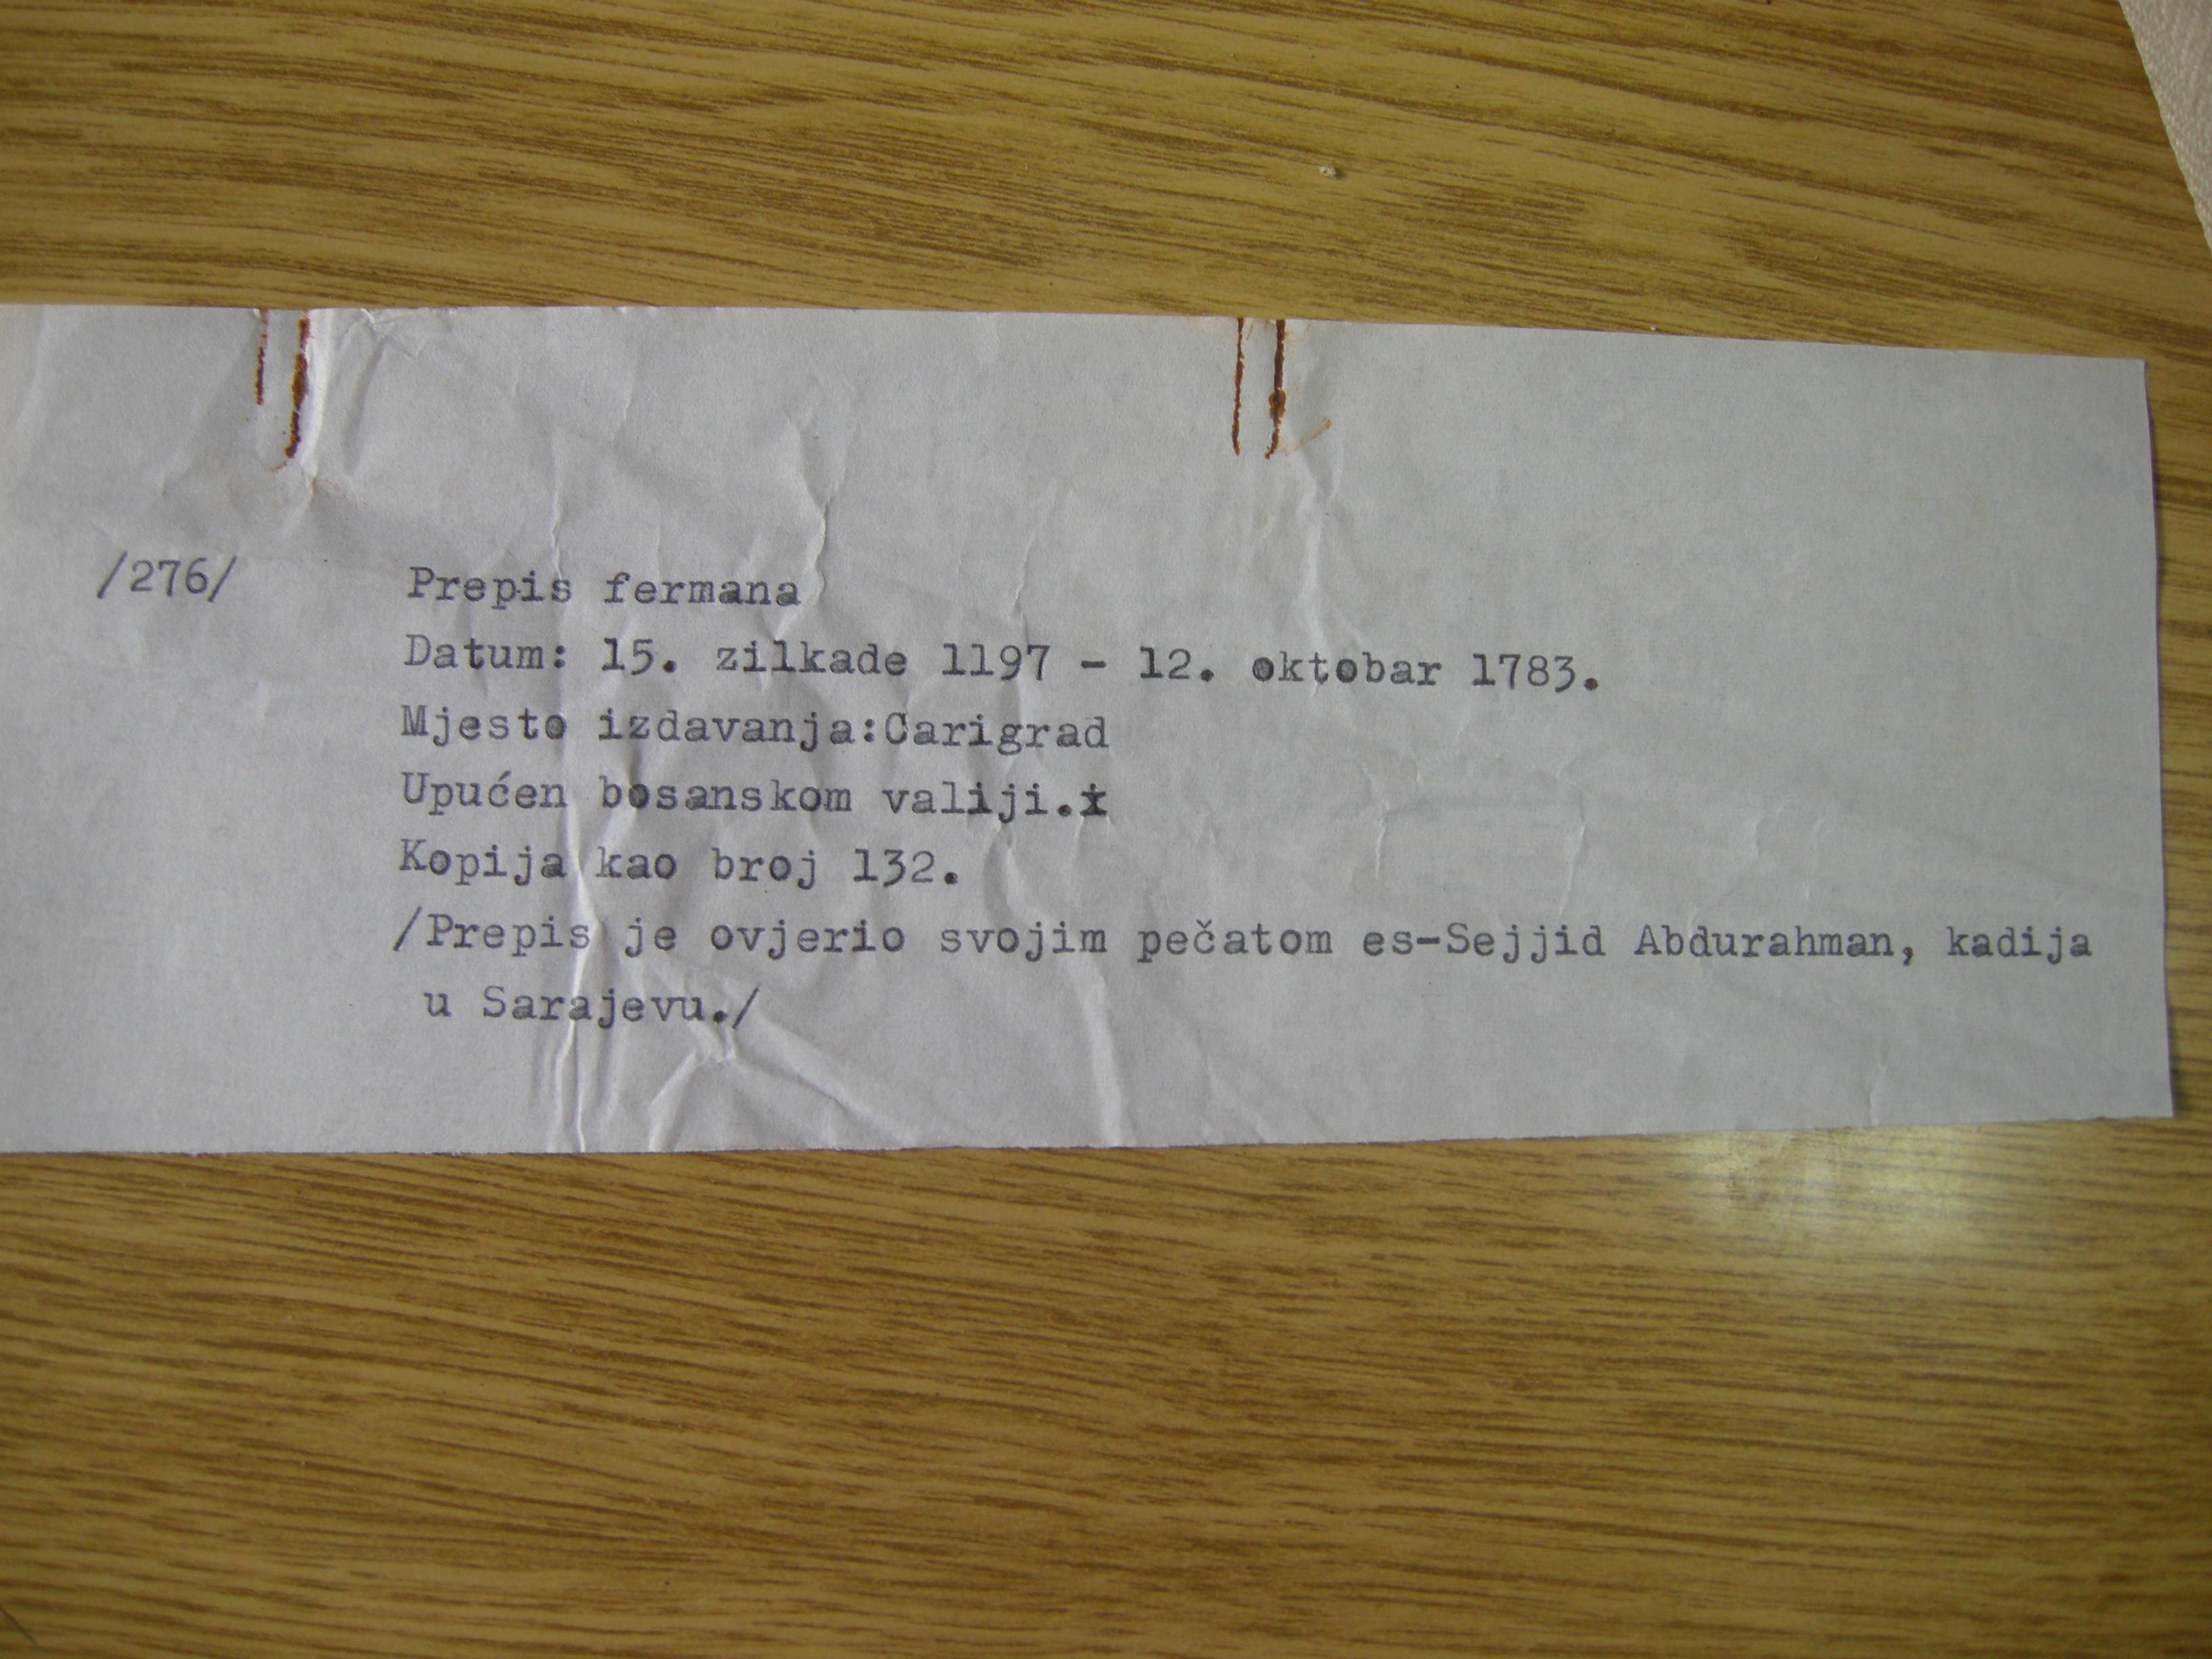 /276/ Prepis fermana
Datum: 15. zilkade 1197 - 12. oktobar 1783.
Mjesto izdavanja:Carigrad
Upućen bosanskom valiji.i
Kopija kao broj 132.
/Prepis je ovjerio svojim pečatom es-Sejjid Abdurahman, kadija
u Sarajevu./